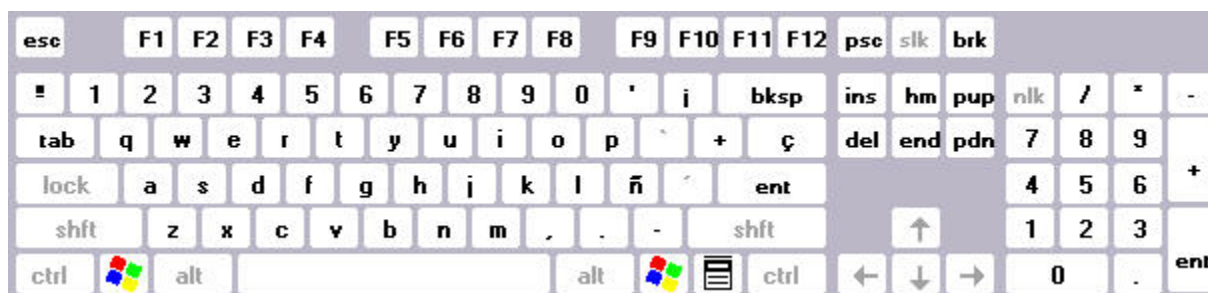 esc F1 F2 F3 F4 F5 F6 F7 F8 F9 F10 F11 F12 psc slk brk
º 1 2 3 4 5 6 7 8 9 0 ' ¡ bksp ins hm pup nlk / * -
tab q w e r t y u i o p ` + ç del end pdn 7 8 9 +
lock a s d f g h j k l ñ ´ ent 4 5 6
shft z x c v b n m , . - shft ↑ 1 2 3 ent
ctrl alt alt ctrl ← ↓ → 0 .